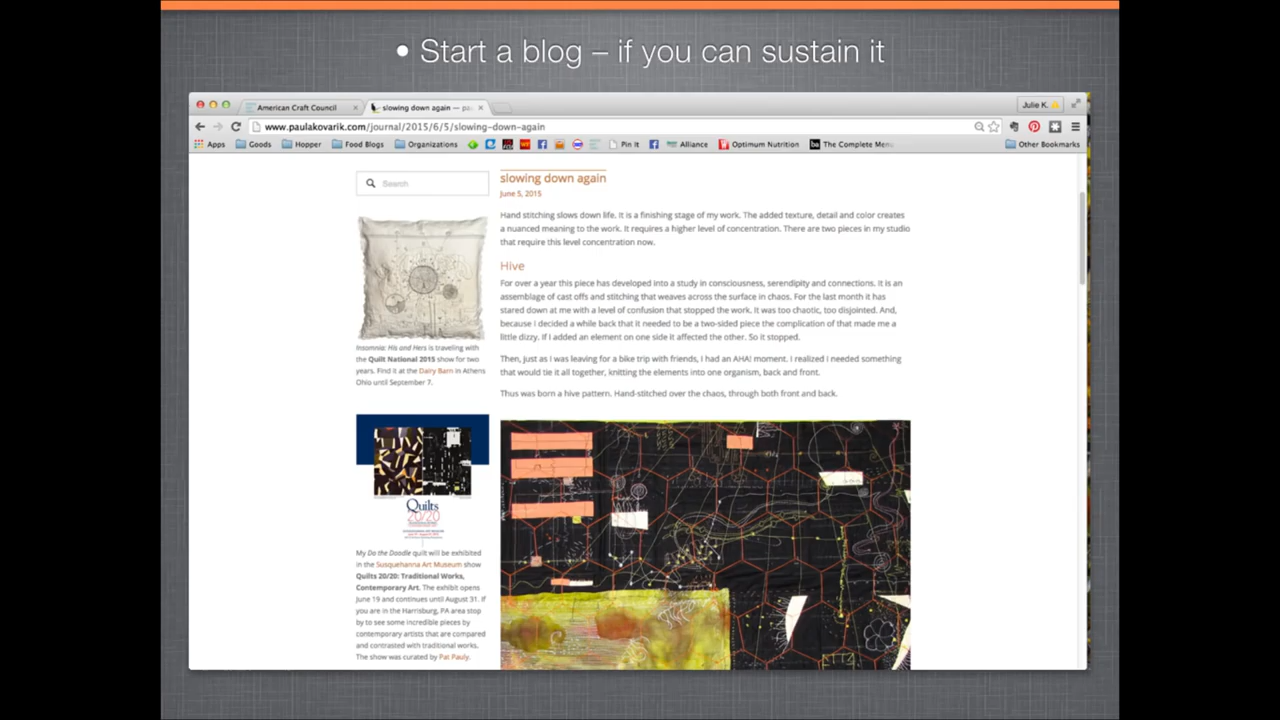 • Start a blog – if you can sustain it
American Craft Council
slowing down again — pa
Julie K.
www.paulakovarik.com/journal/2015/6/5/slowing-down-again
Apps Goods Hopper Food Blogs Organizations Pin It Alliance Optimum Nutrition The Complete Menu Other Bookmarks
Search
slowing down again
June 5, 2015
Hand stitching slows down life. It is a finishing stage of my work. The added texture, detail and color creates
a nuanced meaning to the work. It requires a higher level of concentration. There are two pieces in my studio
that require this level concentration now.
Hive
For over a year this piece has developed into a study in consciousness, serendipity and connections. It is an
assemblage of cast offs and stitching that weaves across the surface in chaos. For the last month it has
stared down at me with a level of confusion that stopped the work. It was too chaotic, too disjointed. And,
because I decided a while back that it needed to be a two-sided piece the complication of that made me a
little dizzy. If I added an element on one side it affected the other. So it stopped.
Then, just as I was leaving for a bike trip with friends, I had an AHA! moment. I realized I needed something
that would tie it all together, knitting the elements into one organism, back and front.
Thus was born a hive pattern. Hand-stitched over the chaos, through both front and back.
Insomnia: His and Hers is traveling with
the Quilt National 2015 show for two
years. Find it at the Dairy Barn in Athens
Ohio until September 7.
Quilts
20/20
My Do the Doodle quilt will be exhibited
in the Susquehanna Art Museum show
Quilts 20/20: Traditional Works,
Contemporary Art. The exhibit opens
June 19 and continues until August 31. If
you are in the Harrisburg, PA area stop
by to see some incredible pieces by
contemporary artists that are compared
and contrasted with traditional works.
The show was curated by Pat Pauly.